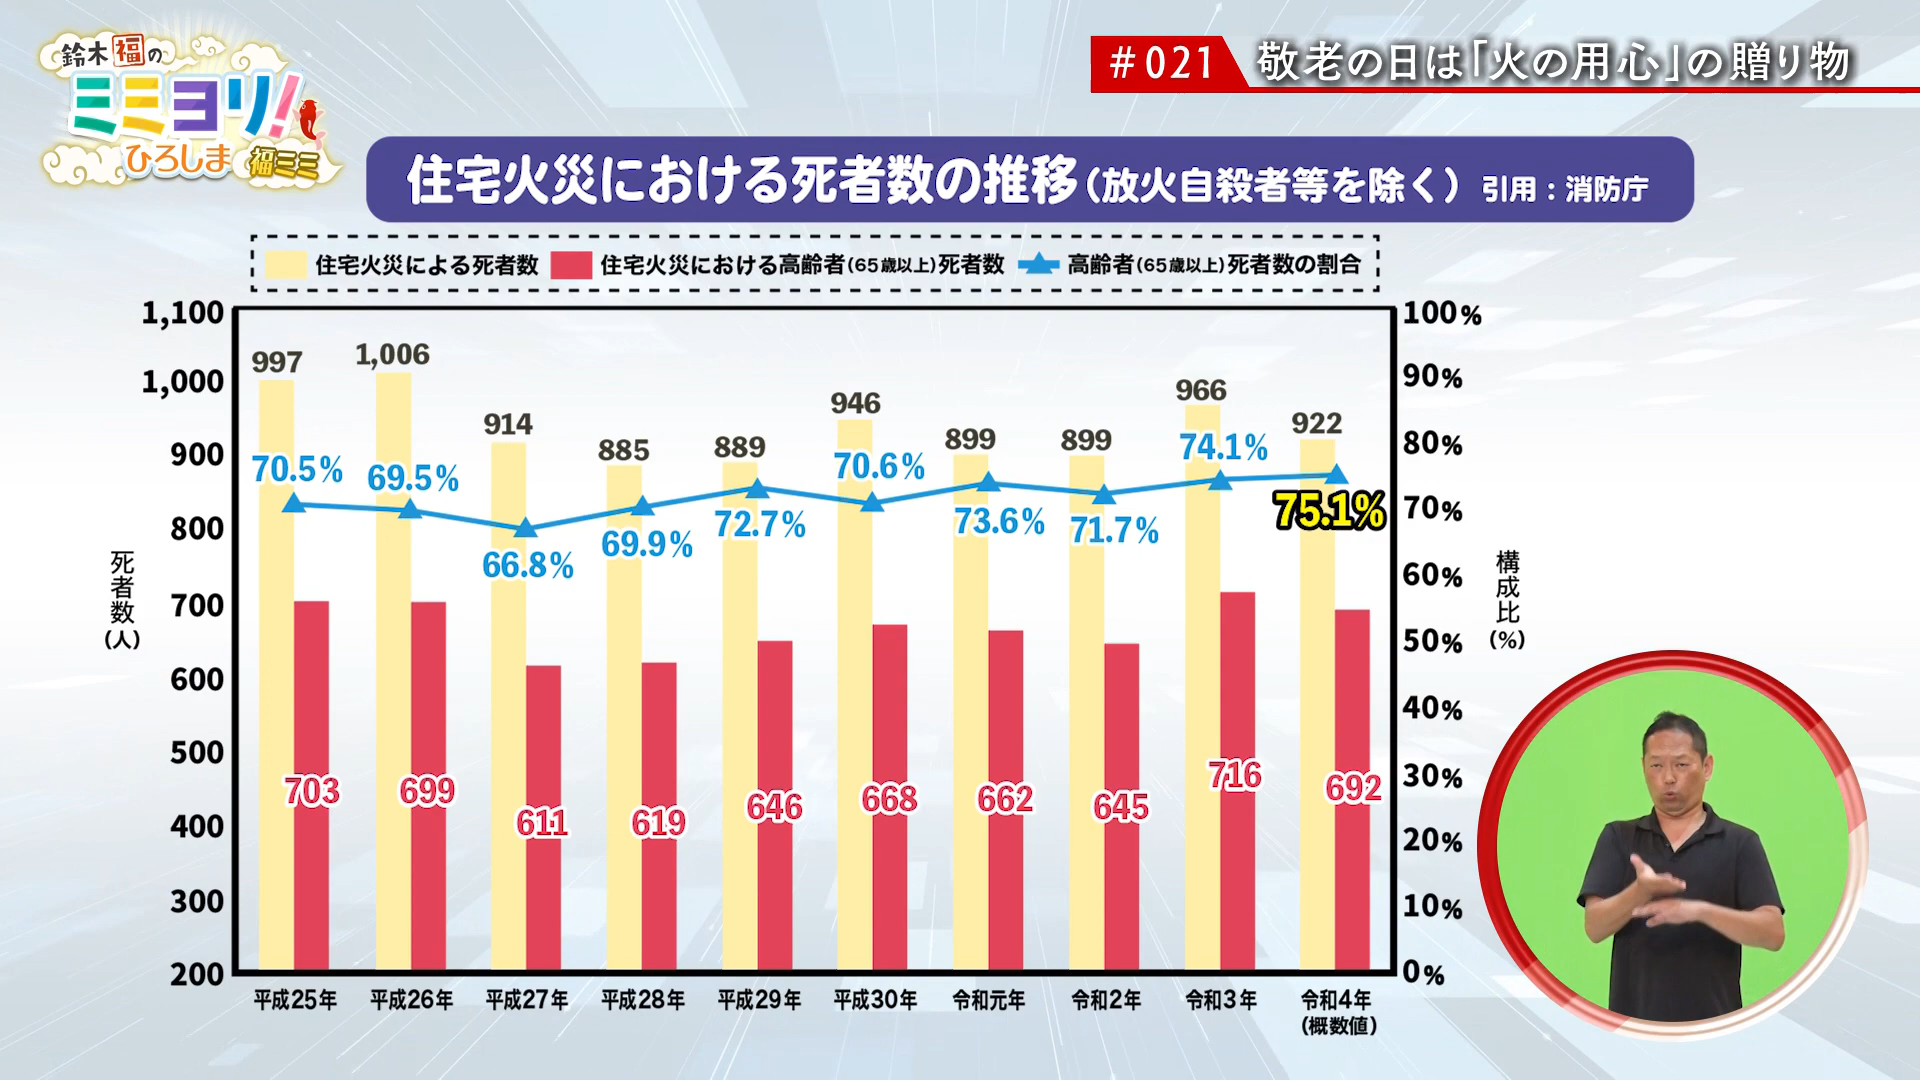 鈴木福の
ミミヨリ!
ひろしま 福ミミ
#021 敬老の日は「火の用心」の贈り物
住宅火災における死者数の推移(放火自殺者等を除く) 引用:消防庁
住宅火災による死者数 住宅火災における高齢者(65歳以上)死者数 高齢者(65歳以上)死者数の割合
1,100
1,000
900
800
700
600
500
400
300
200
死者数(人)
100%
90%
80%
70%
60%
50%
40%
30%
20%
10%
0%
構成比(%)
997 1,006 914 885 889 946 899 899 966 922
70.5% 69.5% 66.8% 69.9% 72.7% 70.6% 73.6% 71.7% 74.1% 75.1%
703 699 611 619 646 668 662 645 716 692
平成25年 平成26年 平成27年 平成28年 平成29年 平成30年 令和元年 令和2年 令和3年 令和4年
(概数値)